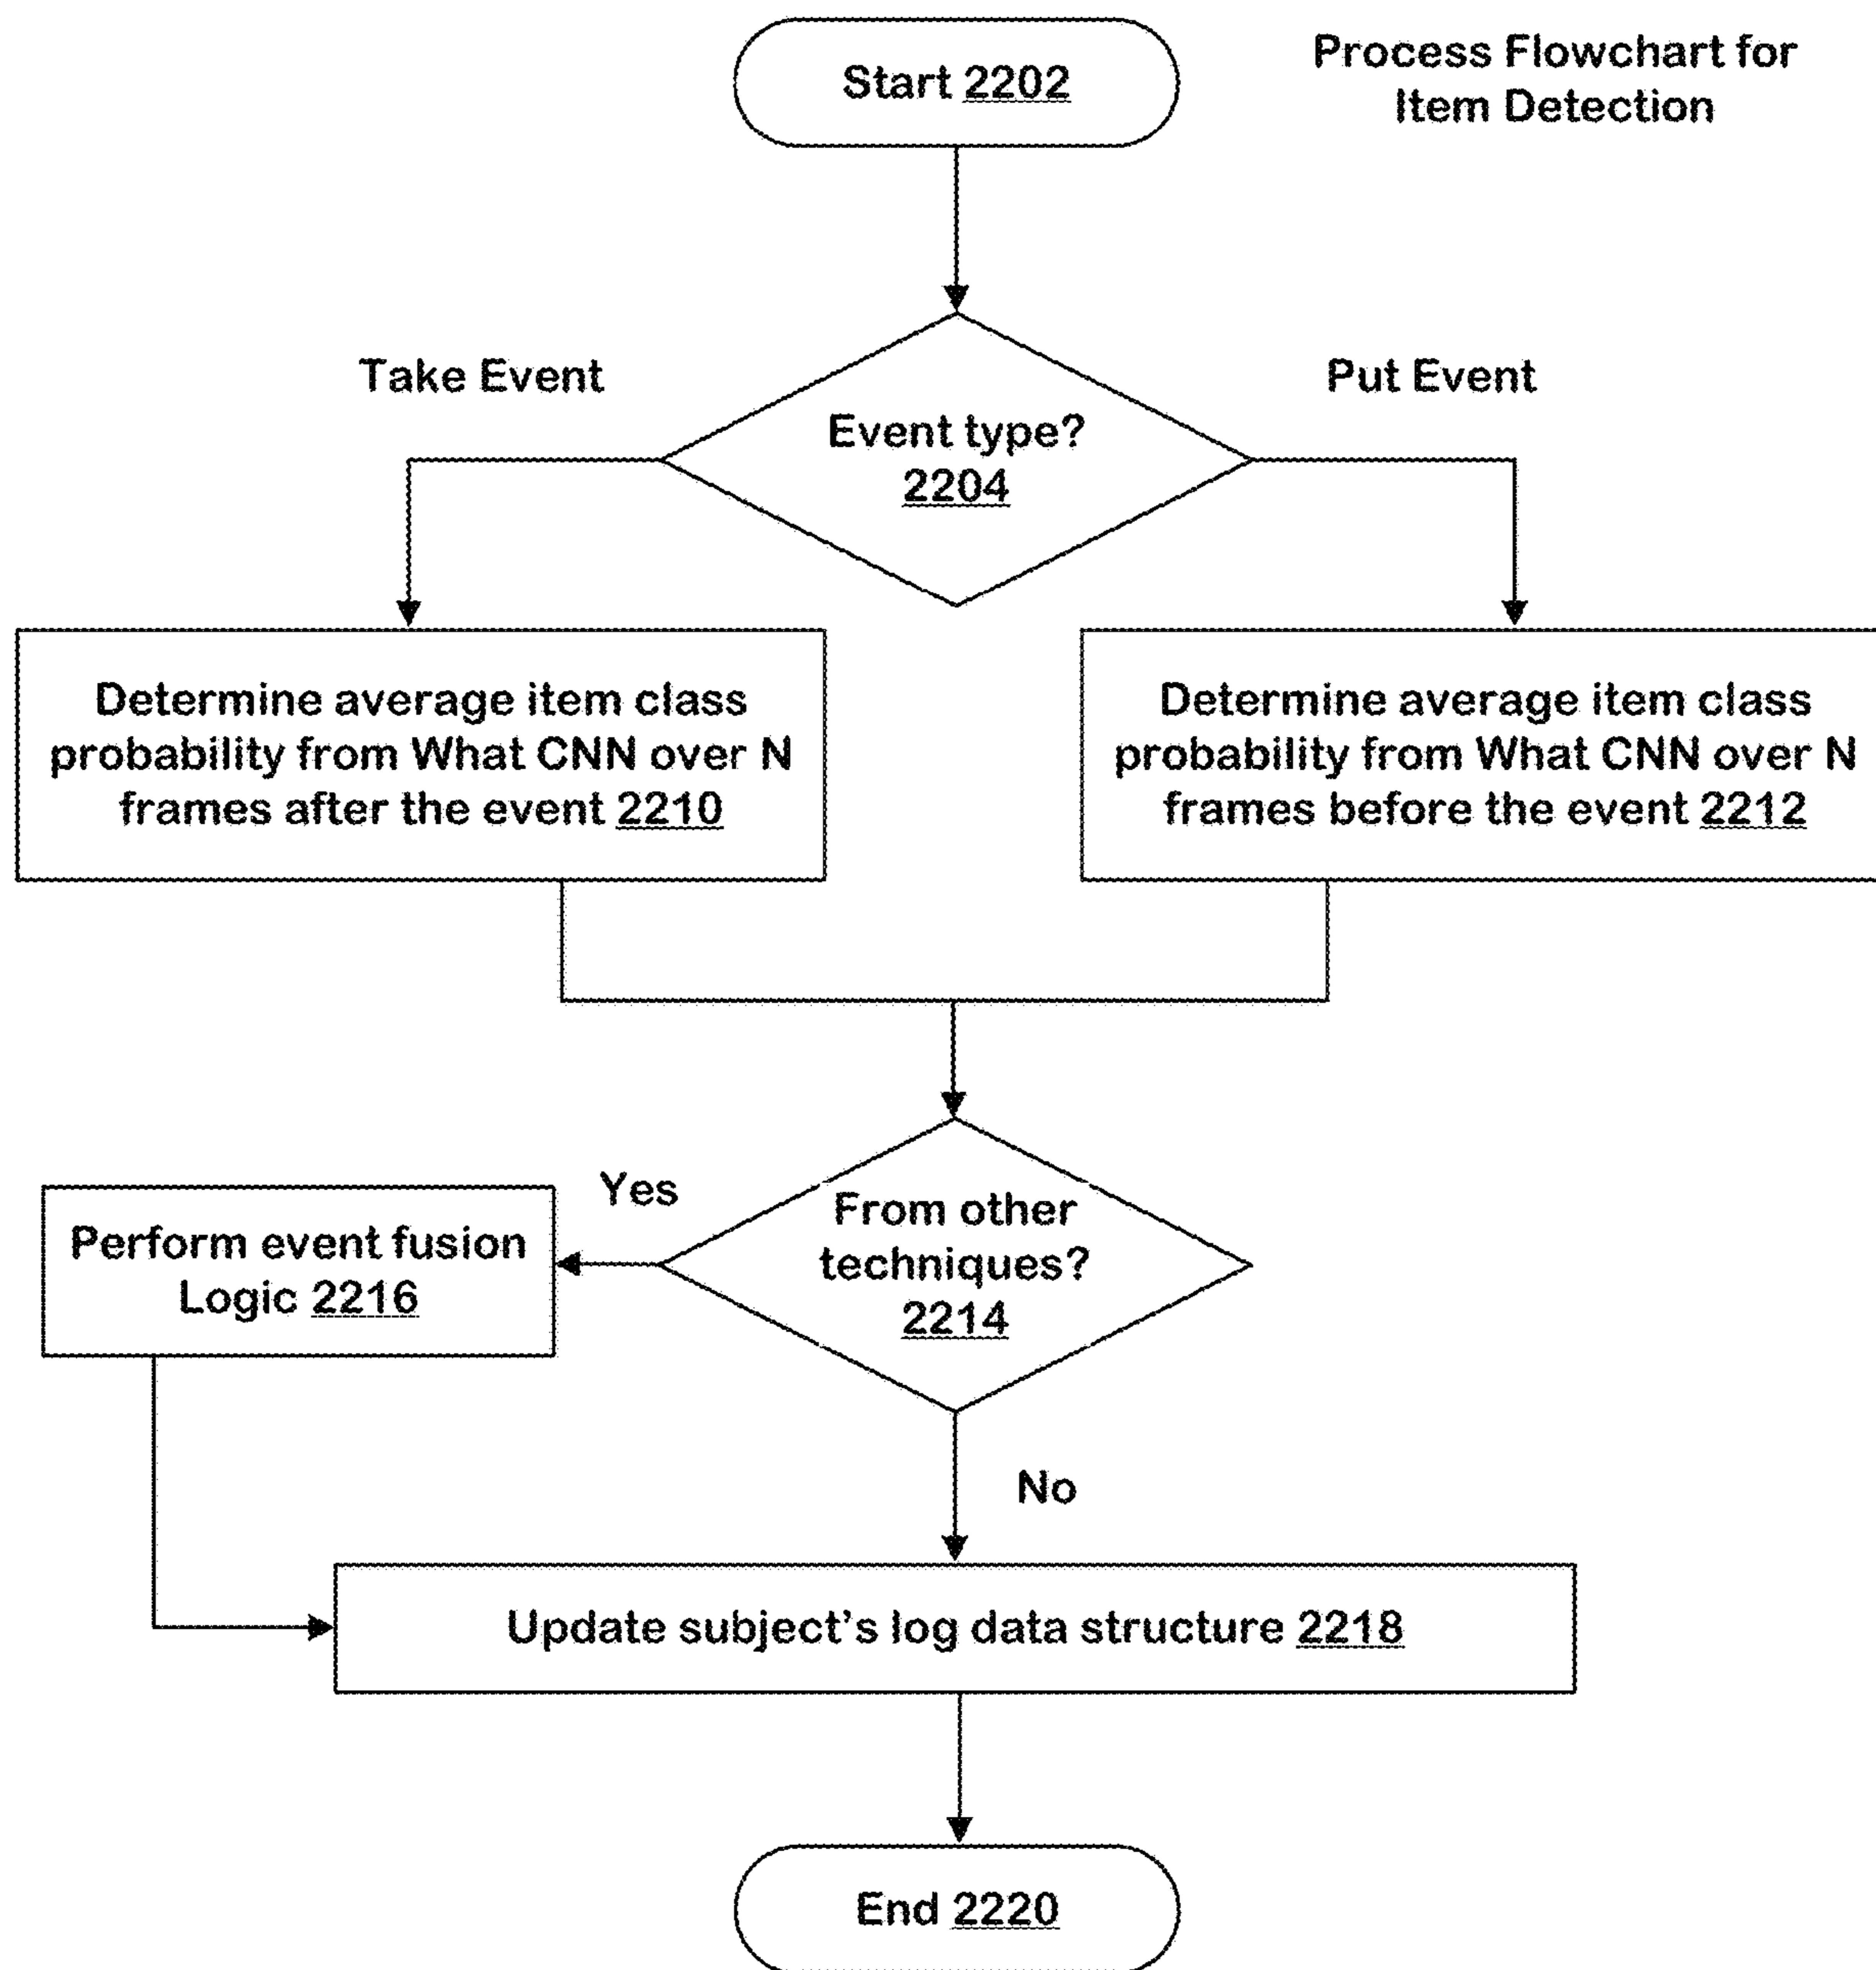 Start 2202
Process Flowchart for
Item Detection
Take Event
Put Event
Event type?
2204
Determine average item class
probability from What CNN over N
frames after the event 2210
Determine average item class
probability from What CNN over N
frames before the event 2212
Yes
From other
techniques?
2214
Perform event fusion
Logic 2216
No
Update subject's log data structure 2218
End 2220